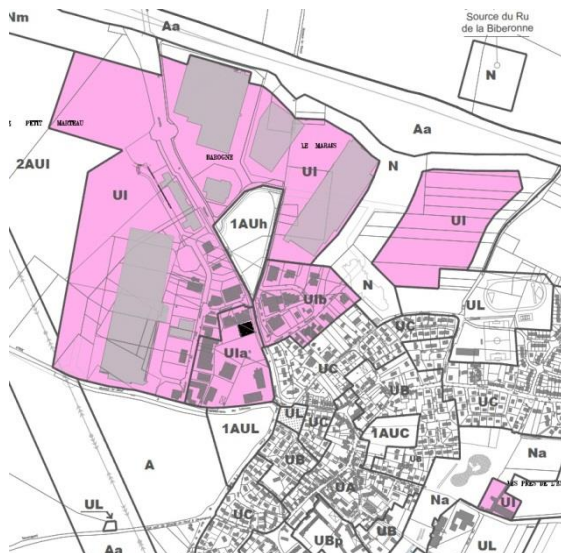 Nm
Aa
Source du Ru
de la Biberonne
N
PETIT MARTEAU
Aa
LE MARAIS
BABOGNE
UI
N
2AUI
UI
UI
1AUh
N
UL
UIb
UC
UIa
UC
UB
UC
1AUL
UL
UC
1AUC
UB
UC
Na
A
UA
UL
Na
UI
UC
UBp
UB
UL
Aa